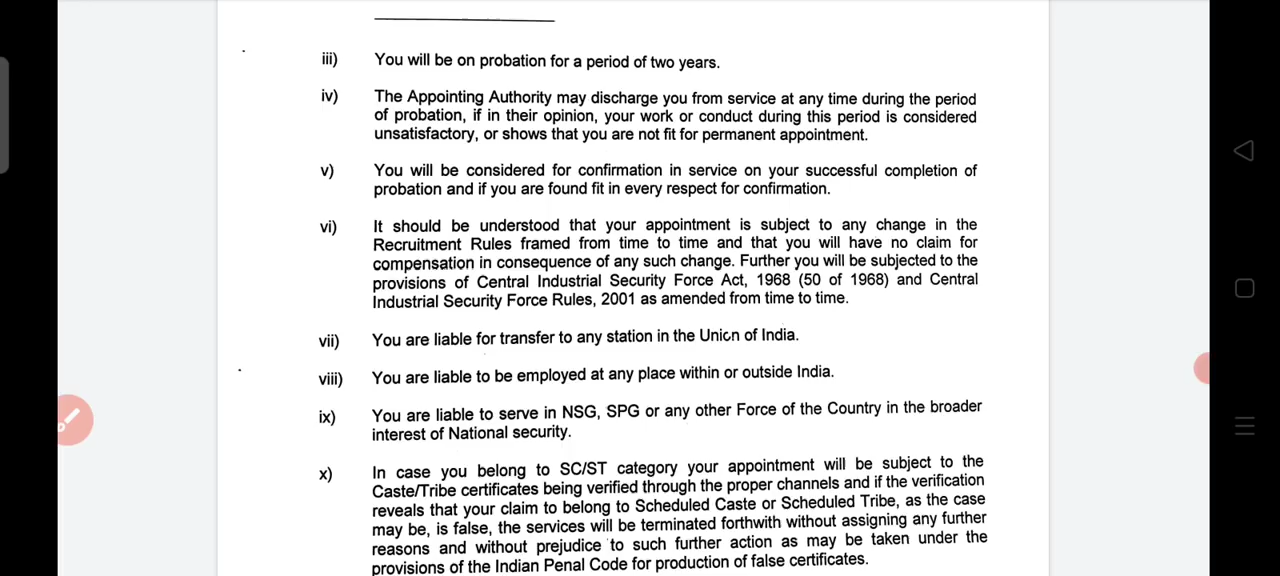 iii) You will be on probation for a period of two years.
iv) The Appointing Authority may discharge you from service at any time during the period
of probation, if in their opinion, your work or conduct during this period is considered
unsatisfactory, or shows that you are not fit for permanent appointment.
v) You will be considered for confirmation in service on your successful completion of
probation and if you are found fit in every respect for confirmation.
vi) It should be understood that your appointment is subject to any change in the
Recruitment Rules framed from time to time and that you will have no claim for
compensation in consequence of any such change. Further you will be subjected to the
provisions of Central Industrial Security Force Act, 1968 (50 of 1968) and Central
Industrial Security Force Rules, 2001 as amended from time to time.
vii) You are liable for transfer to any station in the Union of India.
viii) You are liable to be employed at any place within or outside India.
ix) You are liable to serve in NSG, SPG or any other Force of the Country in the broader
interest of National security.
x) In case you belong to SC/ST category your appointment will be subject to the
Caste/Tribe certificates being verified through the proper channels and if the verification
reveals that your claim to belong to Scheduled Caste or Scheduled Tribe, as the case
may be, is false, the services will be terminated forthwith without assigning any further
reasons and without prejudice to such further action as may be taken under the
provisions of the Indian Penal Code for production of false certificates.